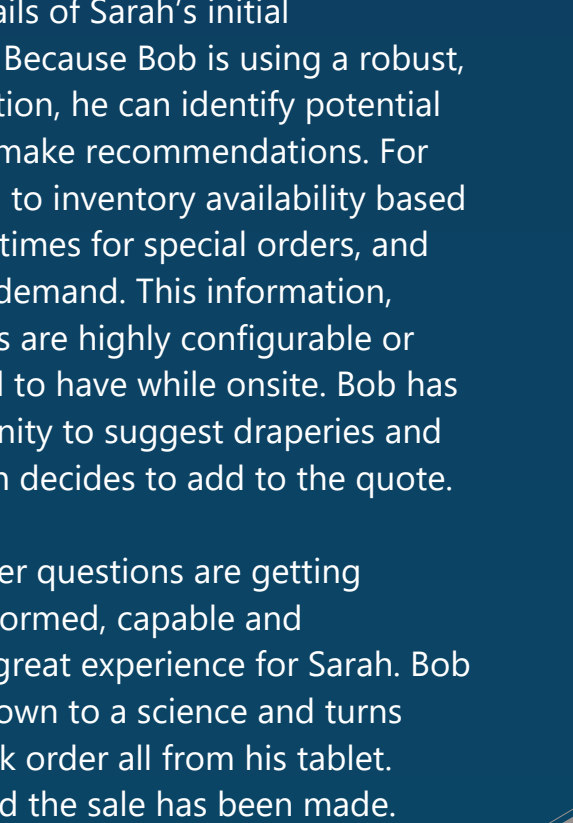 ails of Sarah’s initial
Because Bob is using a robust,
tion, he can identify potential
make recommendations. For
to inventory availability based
times for special orders, and
demand. This information,
s are highly configurable or
l to have while onsite. Bob has
nity to suggest draperies and
h decides to add to the quote.
er questions are getting
ormed, capable and
great experience for Sarah. Bob
own to a science and turns
k order all from his tablet.
d the sale has been made.